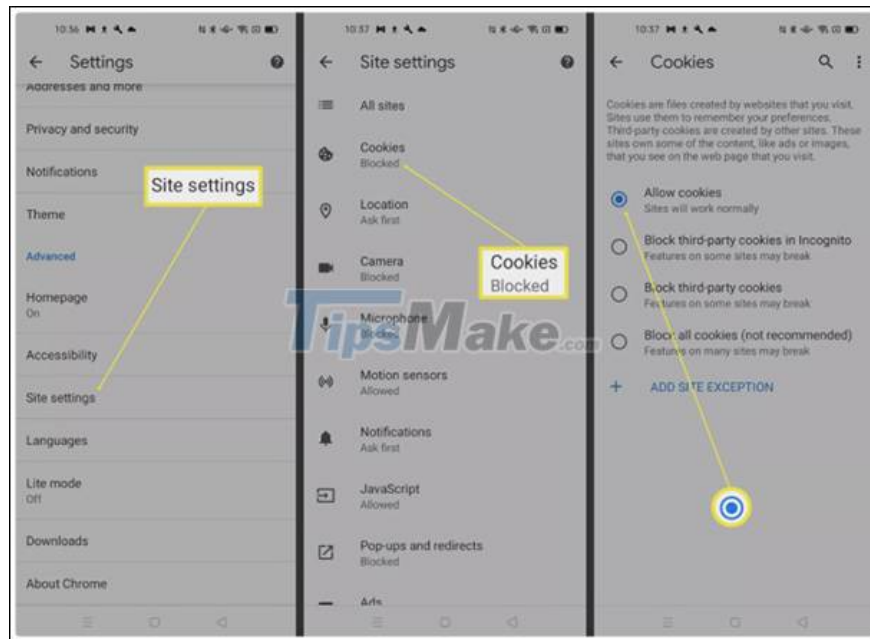 10:36
Settings
Addresses and more
Privacy and security
Notifications
Site settings
Theme
Advanced
Homepage
On
Accessibility
Site settings
Languages
Lite mode
Off
Downloads
About Chrome
10:37
Site settings
All sites
Cookies
Blocked
Location
Ask first
Camera
Blocked
Cookies
Blocked
Microphone
Blocked
Motion sensors
Allowed
Notifications
Ask first
JavaScript
Allowed
Pop-ups and redirects
Blocked
Ads
10:37
Cookies
Cookies are files created by websites that you visit.
Sites use them to remember your preferences.
Third-party cookies are created by other sites. These
sites own some of the content, like ads or images,
that you see on the web page that you visit.
Allow cookies
Sites will work normally
Block third-party cookies in Incognito
Features on some sites may break
Block third-party cookies
Features on some sites may break
Block all cookies (not recommended)
Features on many sites may break
ADD SITE EXCEPTION
TipsMake.com